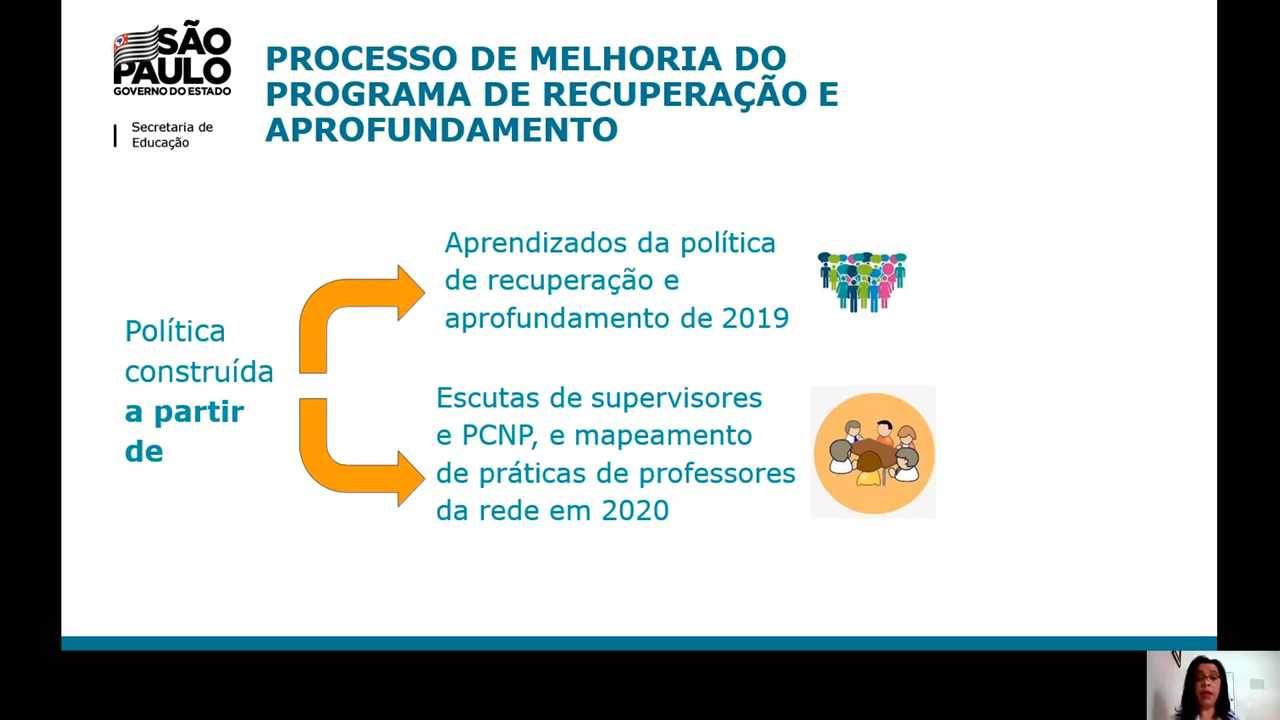 SÃO
PAULO
GOVERNO DO ESTADO
Secretaria de
Educação
PROCESSO DE MELHORIA DO
PROGRAMA DE RECUPERAÇÃO E
APROFUNDAMENTO
Política
construída
a partir
de
Aprendizados da política
de recuperação e
aprofundamento de 2019
Escutas de supervisores
e PCNP, e mapeamento
de práticas de professores
da rede em 2020